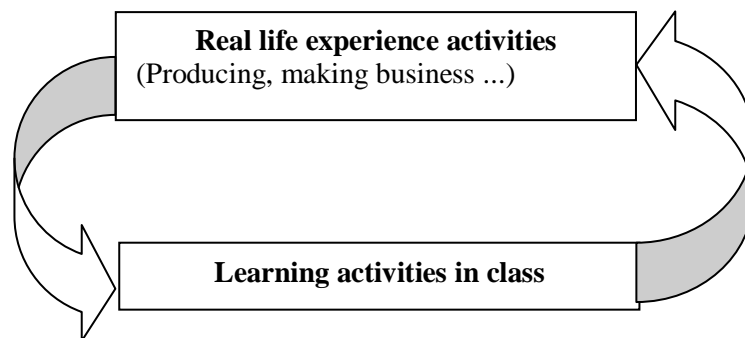 Real life experience activities
(Producing, making business ...)
Learning activities in class